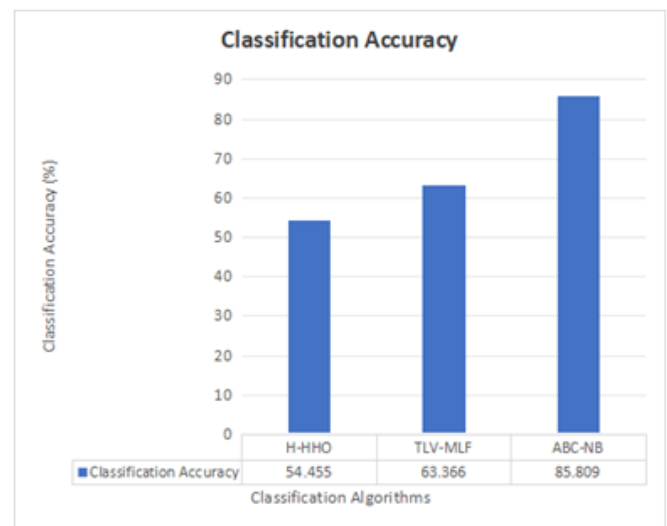 Classification Accuracy
90
80
70
60
50
40
30
20
10
0
Classification Accuracy (%)
H-HHO TLV-MLF ABC-NB
Classification Accuracy 54.455 63.366 85.809
Classification Algorithms